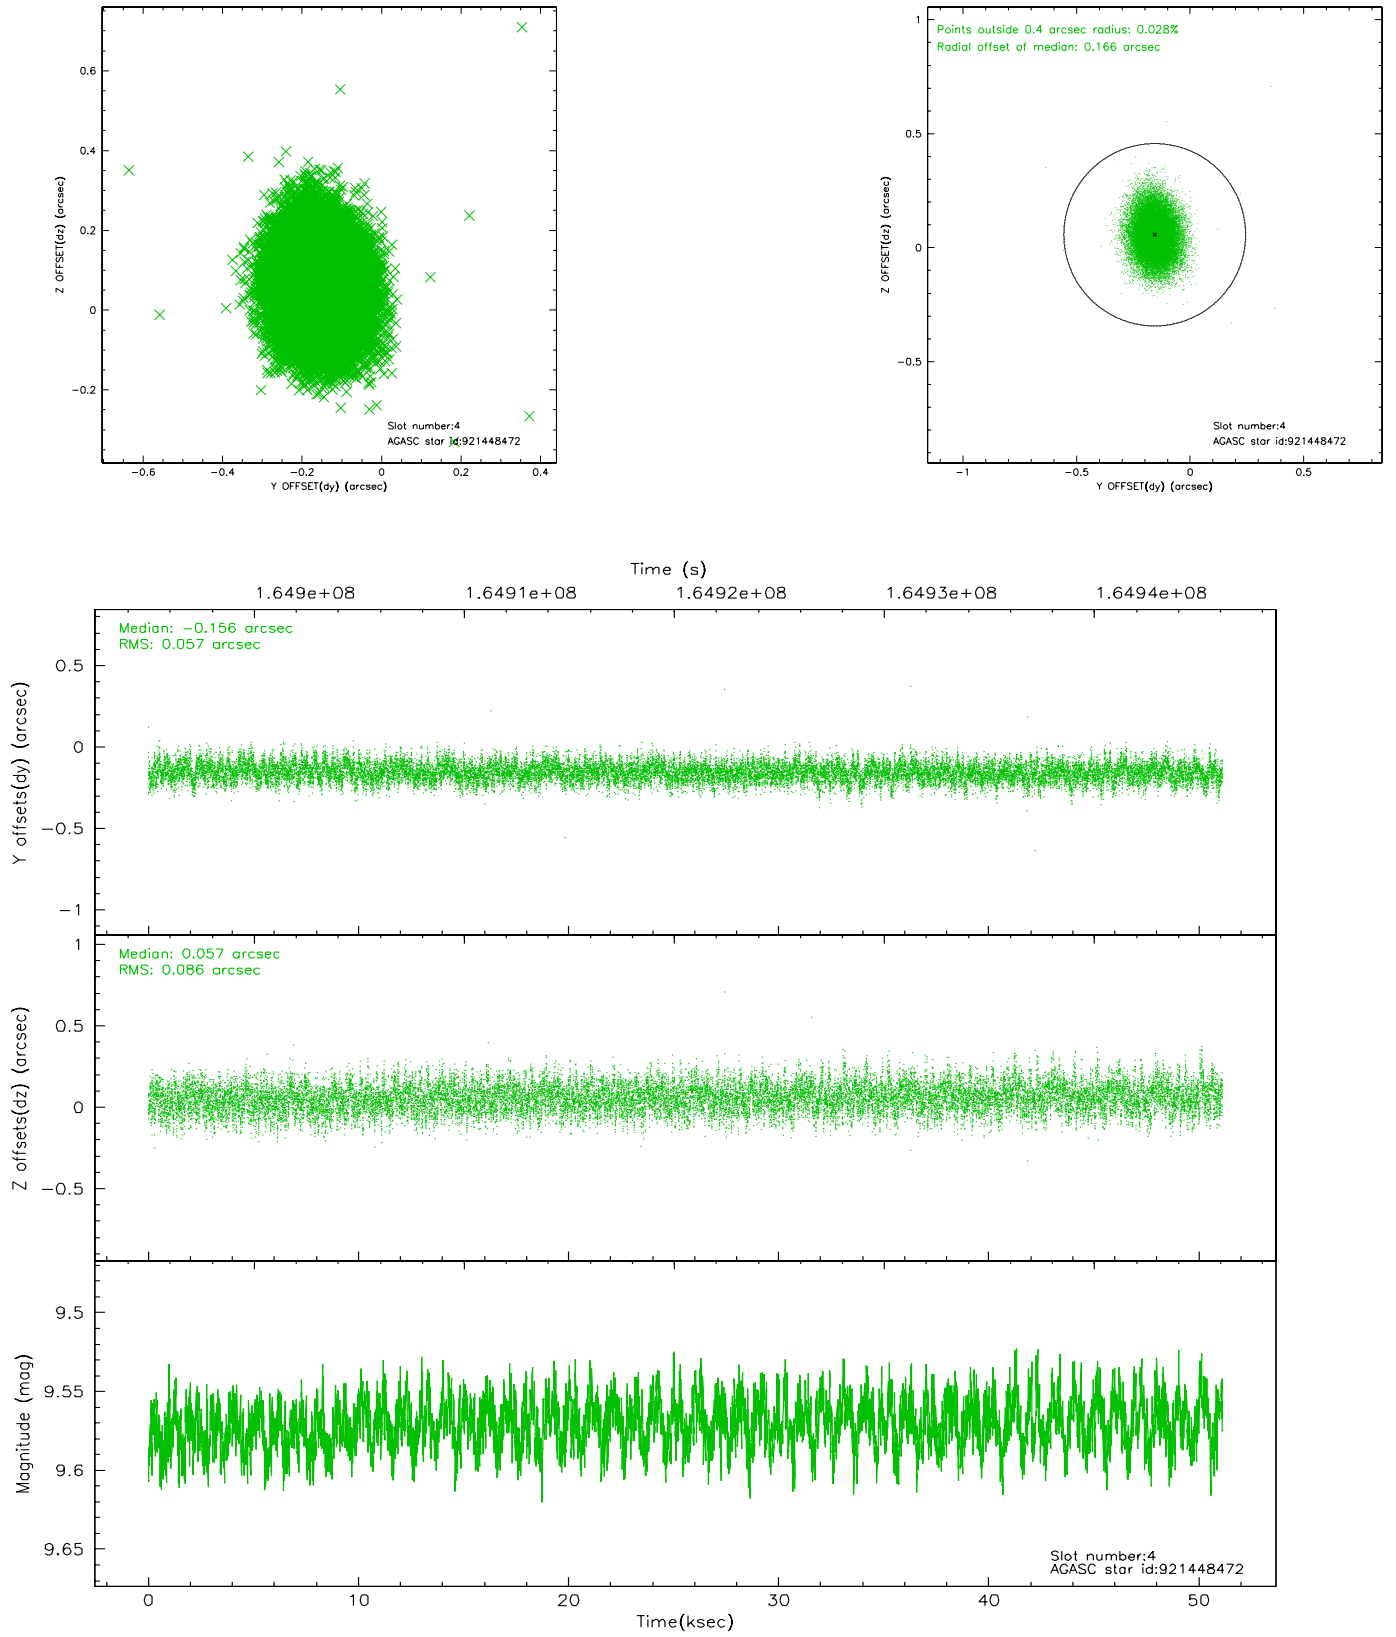 0.6
0.4
0.2
0
−0.2
Z OFFSET(dz) (arcsec)
Slot number:4
AGASC star id:921448472
−0.6 −0.4 −0.2 0 0.2 0.4
Y OFFSET(dy) (arcsec)
Points outside 0.4 arcsec radius: 0.028%
Radial offset of median: 0.166 arcsec
1
0.5
0
−0.5
Z OFFSET(dz) (arcsec)
Slot number:4
AGASC star id:921448472
−1 −0.5 0 0.5
Y OFFSET(dy) (arcsec)
Time (s)
1.649e+08 1.6491e+08 1.6492e+08 1.6493e+08 1.6494e+08
Median: −0.156 arcsec
RMS: 0.057 arcsec
0.5
0
−0.5
−1
Y offsets(dy) (arcsec)
Median: 0.057 arcsec
RMS: 0.086 arcsec
1
0.5
0
−0.5
Z offsets(dz) (arcsec)
9.5
9.55
9.6
9.65
Magnitude (mag)
Slot number:4
AGASC star id:921448472
0 10 20 30 40 50
Time(ksec)